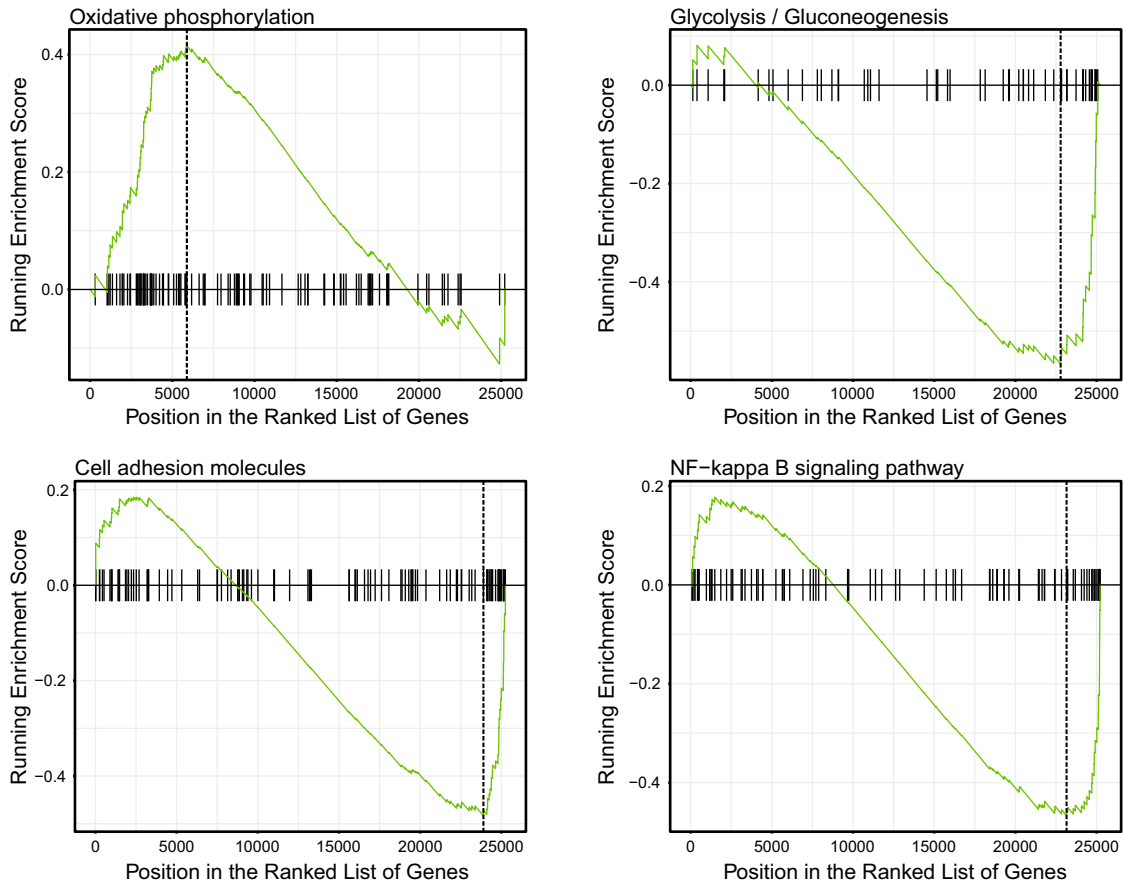 Oxidative phosphorylation
Running Enrichment Score
0.4
0.2
0.0
0 5000 10000 15000 20000 25000
Position in the Ranked List of Genes
Glycolysis / Gluconeogenesis
Running Enrichment Score
0.0
−0.2
−0.4
0 5000 10000 15000 20000 25000
Position in the Ranked List of Genes
Cell adhesion molecules
Running Enrichment Score
0.2
0.0
−0.2
−0.4
0 5000 10000 15000 20000 25000
Position in the Ranked List of Genes
NF−kappa B signaling pathway
Running Enrichment Score
0.2
0.0
−0.2
−0.4
0 5000 10000 15000 20000 25000
Position in the Ranked List of Genes